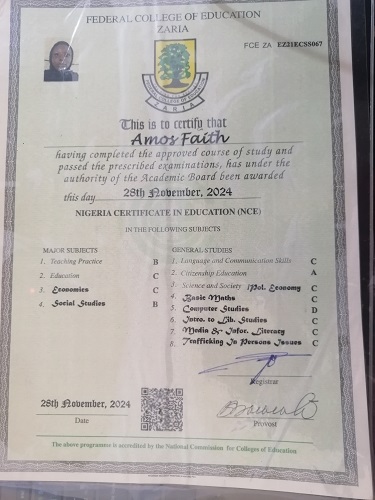 FEDERAL COLLEGE OF EDUCATION
ZARIA
FCE ZA EZ21ECSS067
ZARIA
This is to certify that
Amos Faith
having completed the approved course of study and
passed the prescribed examinations, has under the
authority of the Academic Board been awarded
this day 28th November, 2024
NIGERIA CERTIFICATE IN EDUCATION (NCE)
IN THE FOLLOWING SUBJECTS
MAJOR SUBJECTS
1. Teaching Practice B
2. Education C
3. Economics C
4. Social Studies B
GENERAL STUDIES
1. Language and Communication Skills C
2. Citizenship Education A
3 Science and Society /Pol. Economy C
4 Basic Maths C
5 Computer Studies D
6 Intro. to Lib. Studies C
7 Media & Infor. Literacy C
8 Trafficking In Persons Issues C
Registrar
28th November, 2024
Date
Provost
The above programme is accredited by the National Commission for Colleges of Education